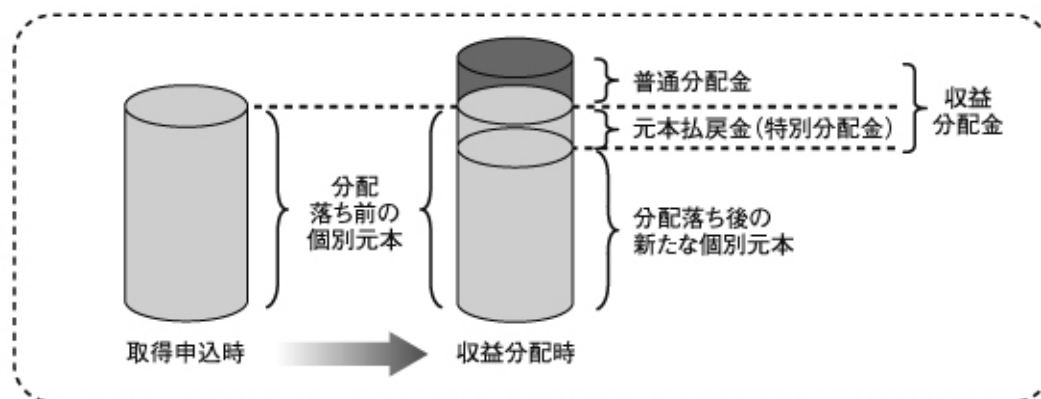 普通分配金
収益
分配金
元本払戻金(特別分配金)
分配
落ち前の
個別元本
分配落ち後の
新たな個別元本
取得申込時
収益分配時